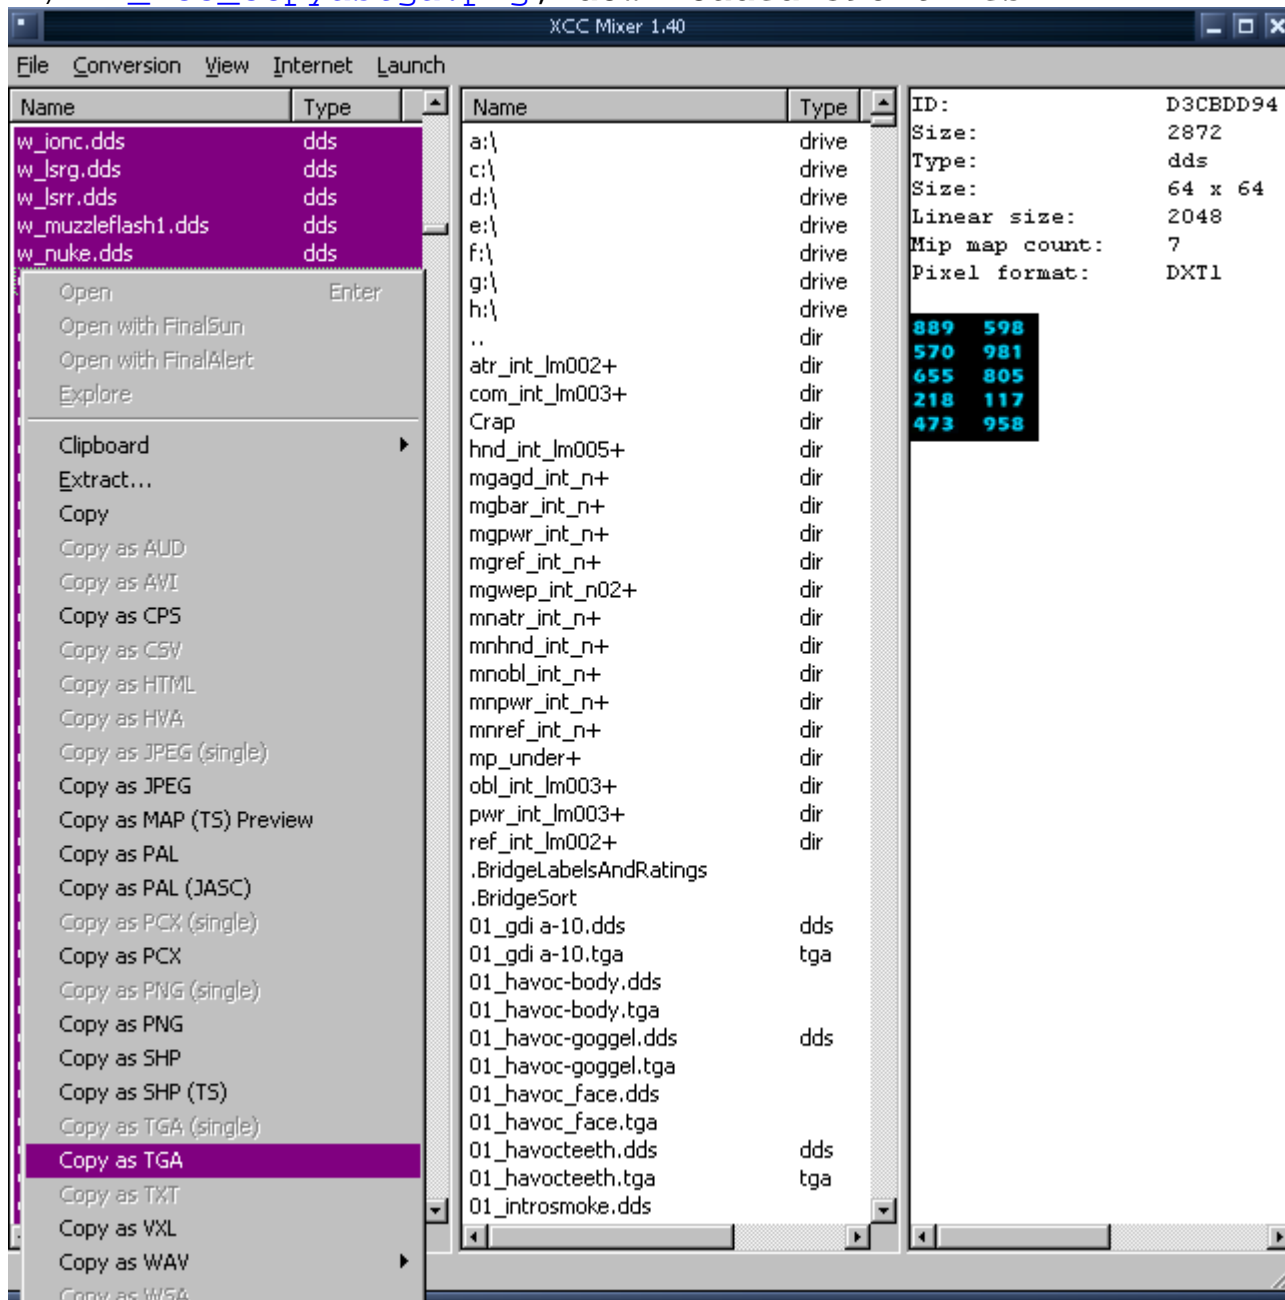 XCC Mixer 1.40
File Conversion View Internet Launch
Name Type
w_ionc.dds dds
w_lsrg.dds dds
w_lsrr.dds dds
w_muzzleflash1.dds dds
w_nuke.dds dds
Open Enter
Open with FinalSun
Open with FinalAlert
Explore
Clipboard
Extract...
Copy
Copy as AUD
Copy as AVI
Copy as CPS
Copy as CSV
Copy as HTML
Copy as HVA
Copy as JPEG (single)
Copy as JPEG
Copy as MAP (TS) Preview
Copy as PAL
Copy as PAL (JASC)
Copy as PCX (single)
Copy as PCX
Copy as PNG (single)
Copy as PNG
Copy as SHP
Copy as SHP (TS)
Copy as TGA (single)
Copy as TGA
Copy as TXT
Copy as VXL
Copy as WAV
Copy as WSA
Name Type
a:\ drive
c:\ drive
d:\ drive
e:\ drive
f:\ drive
g:\ drive
h:\ drive
.. dir
atr_int_lm002+ dir
com_int_lm003+ dir
Crap dir
hnd_int_lm005+ dir
mgagd_int_n+ dir
mgbar_int_n+ dir
mgpwr_int_n+ dir
mgref_int_n+ dir
mgwep_int_n02+ dir
mnatr_int_n+ dir
mnhnd_int_n+ dir
mnobl_int_n+ dir
mnpwr_int_n+ dir
mnref_int_n+ dir
mp_under+ dir
obl_int_lm003+ dir
pwr_int_lm003+ dir
ref_int_lm002+ dir
.BridgeLabelsAndRatings
.BridgeSort
01_gdi a-10.dds dds
01_gdi a-10.tga tga
01_havoc-body.dds
01_havoc-body.tga
01_havoc-goggel.dds dds
01_havoc-goggel.tga
01_havoc_face.dds
01_havoc_face.tga
01_havocteeth.dds dds
01_havocteeth.tga tga
01_introsmoke.dds
ID: D3CBDD94
Size: 2872
Type: dds
Size: 64 x 64
Linear size: 2048
Mip map count: 7
Pixel format: DXT1
889 598
570 981
655 805
218 117
473 958